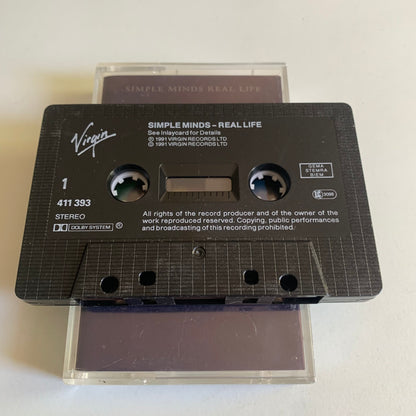 SIMPLE MINDS REAL LIFE
SIMPLE MINDS – REAL LIFE
See Inlaycard for Details
Ⓟ 1991 VIRGIN RECORDS LTD
© 1991 VIRGIN RECORDS LTD
Virgin
GEMA
STEMRA
BIEM
1
411 393
STEREO
DOLBY SYSTEM ®
LC 3098
All rights of the record producer and of the owner of the
work reproduced reserved. Copying, public performances
and broadcasting of this recording prohibited.